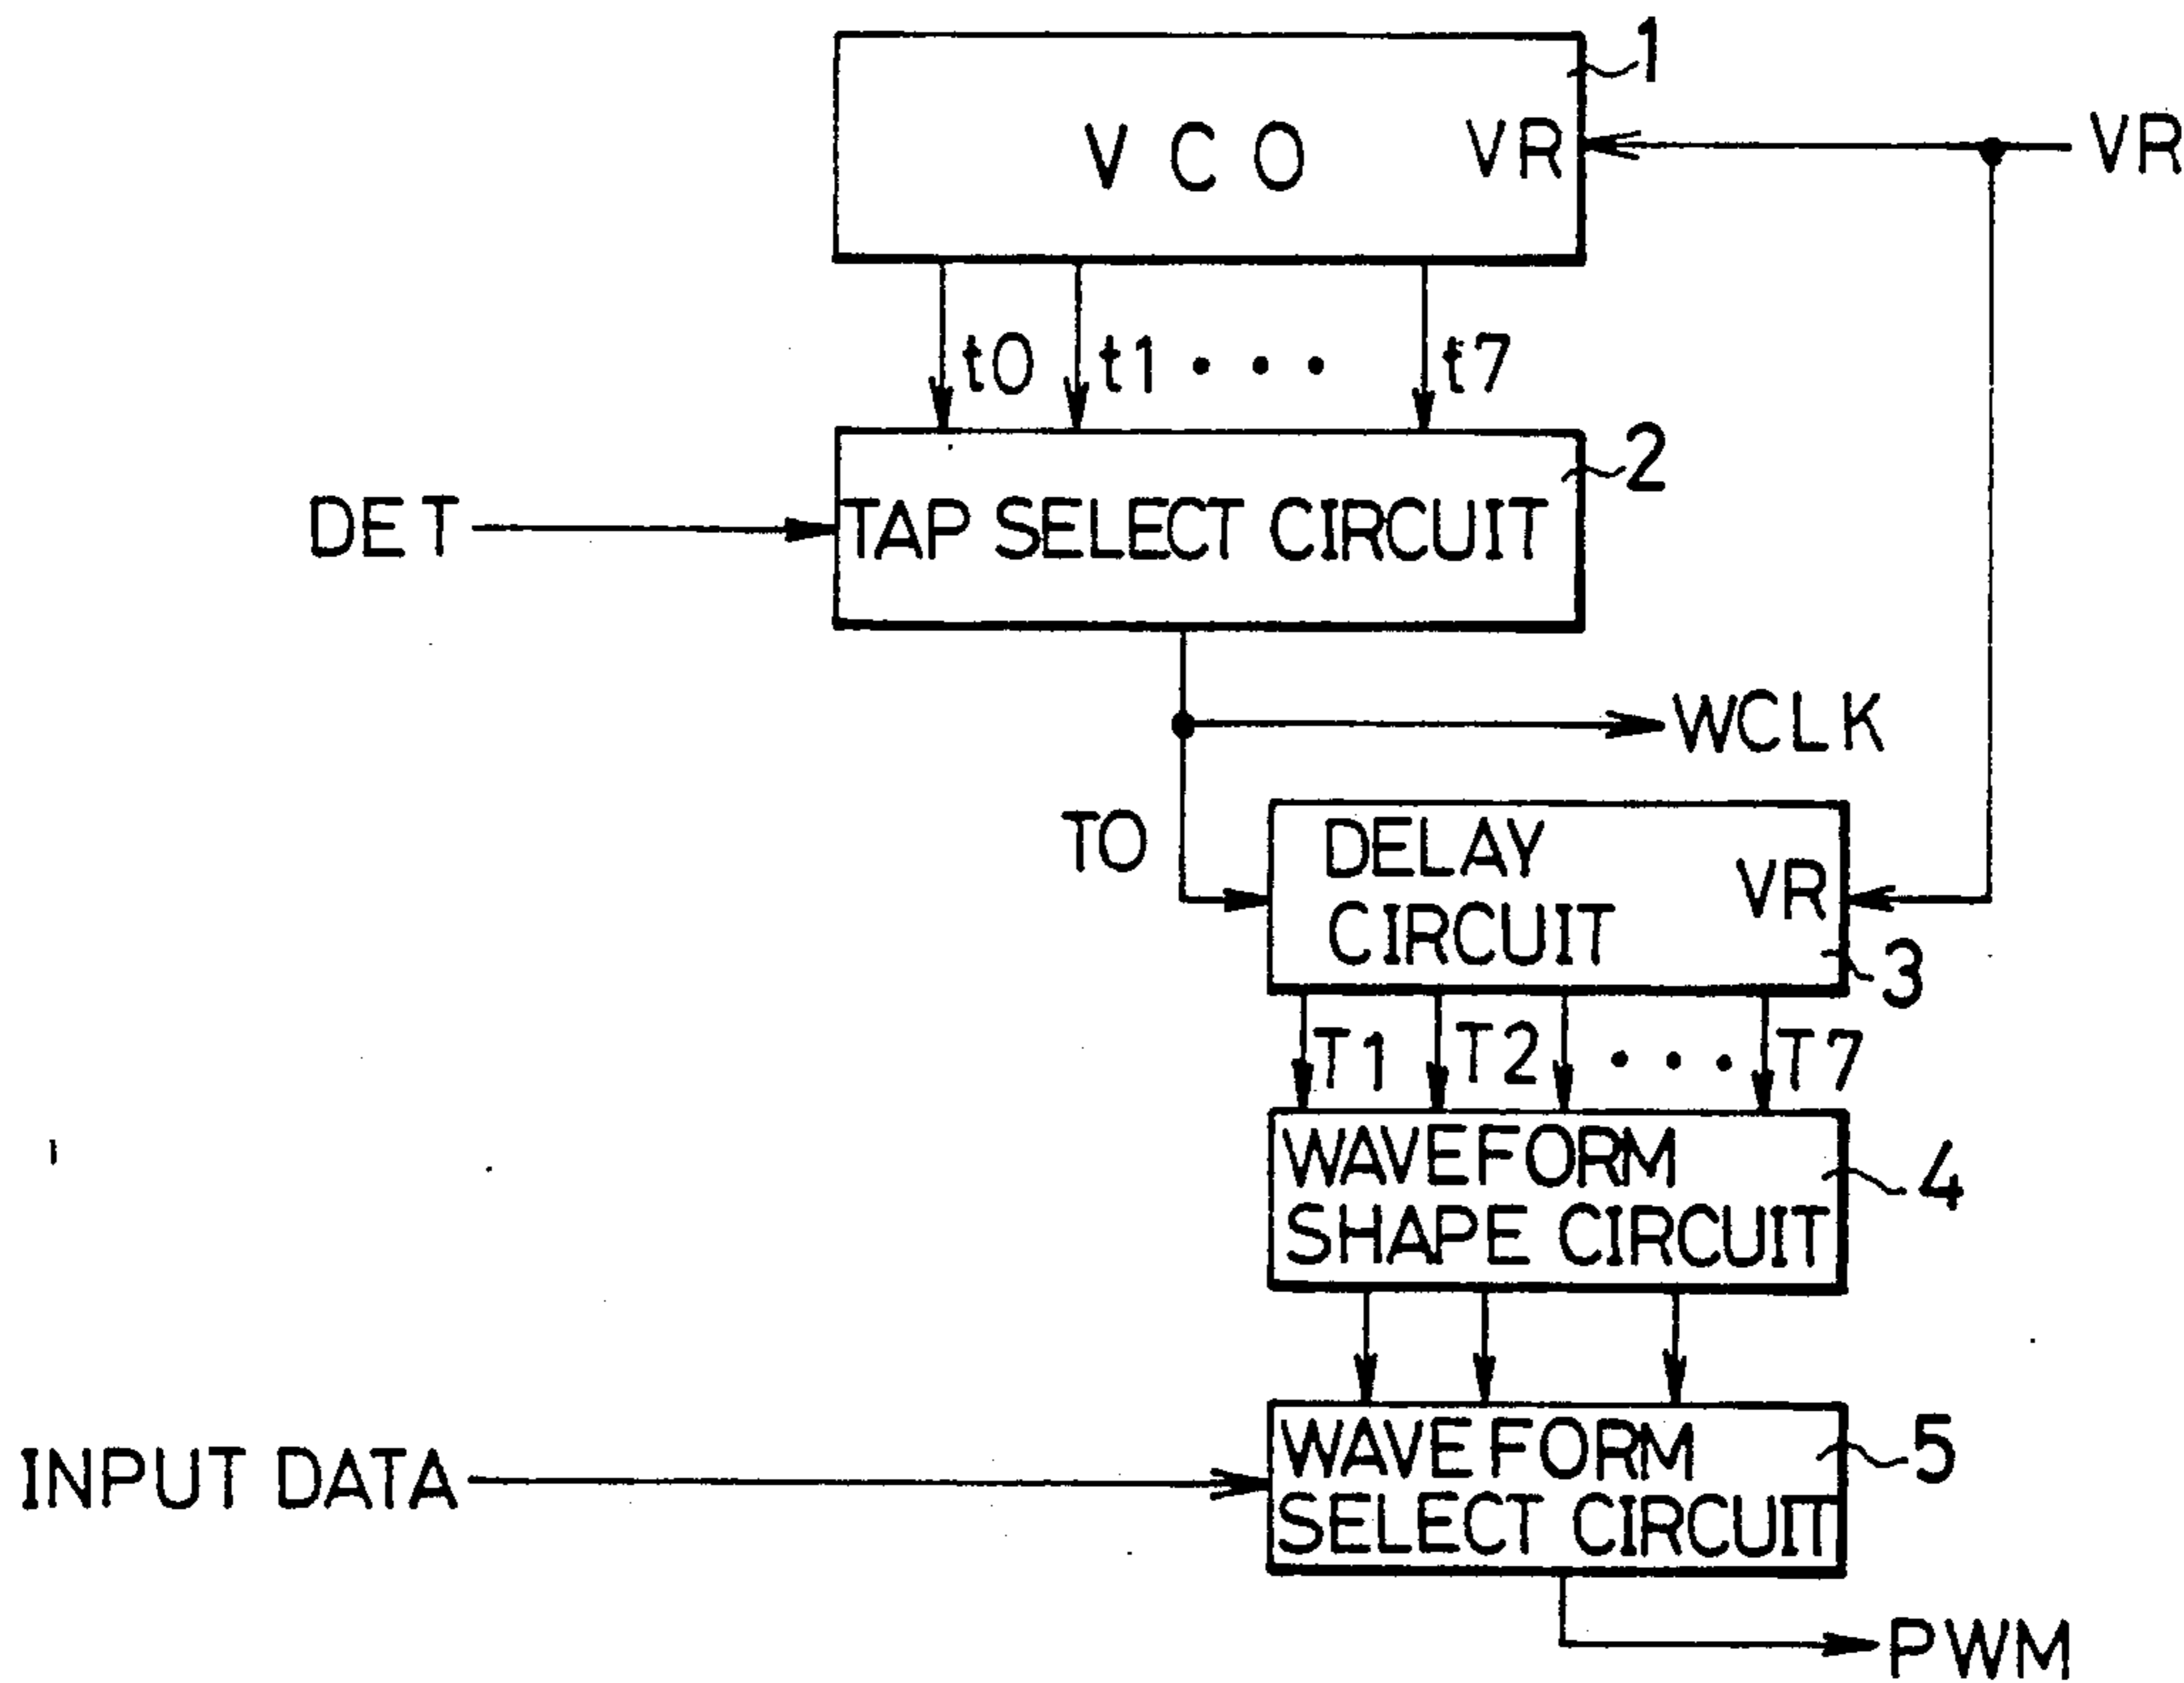 1
VCO
VR
VR
t0
t1
• • •
t7
2
DET
TAP SELECT CIRCUIT
WCLK
T0
DELAY
CIRCUIT
VR
3
T1
T2
• • •
T7
WAVEFORM
SHAPE CIRCUIT
4
INPUT DATA
WAVEFORM
SELECT CIRCUIT
5
PWM